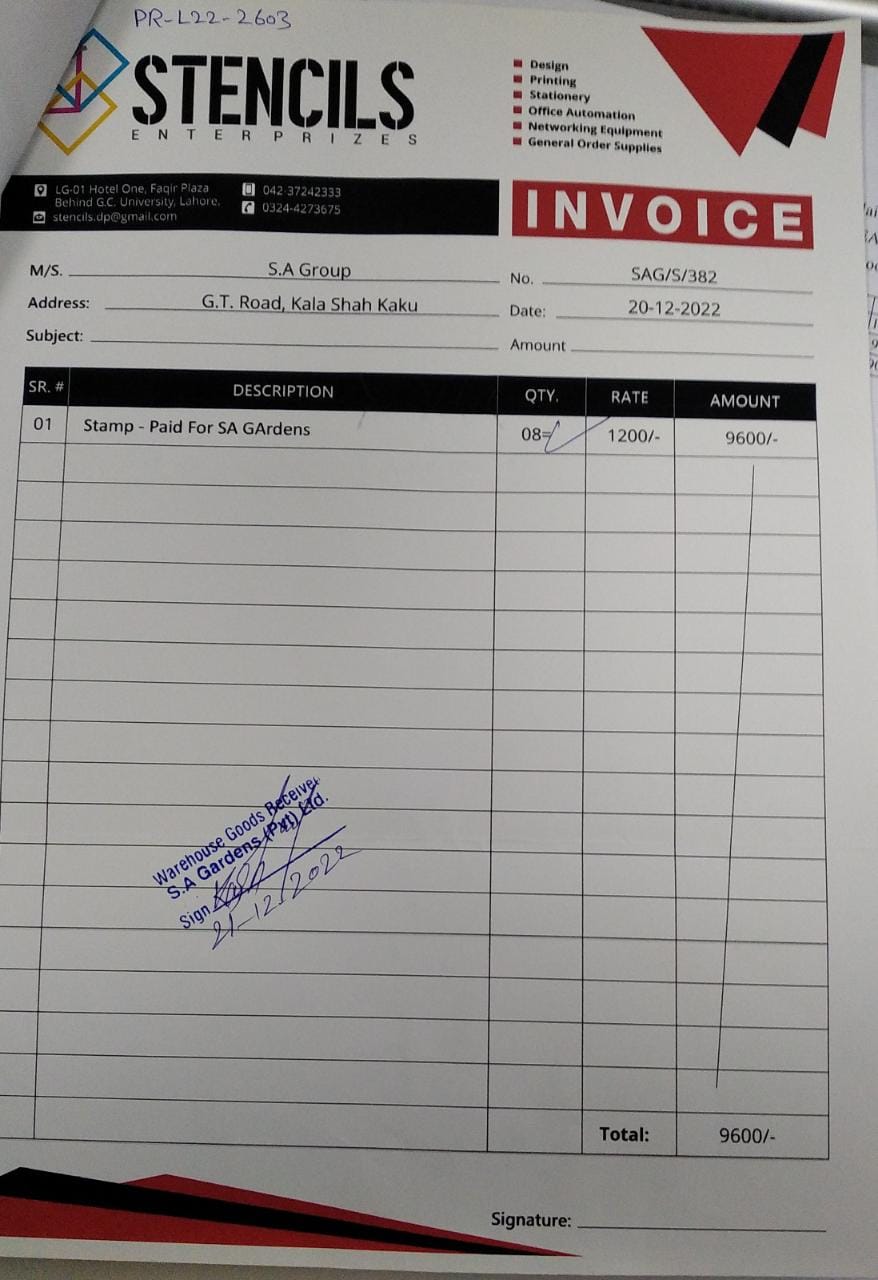 PR-L22-2603
STENCILS
ENTERPRIZES
Design
Printing
Stationery
Office Automation
Networking Equipment
General Order Supplies
LG-01 Hotel One, Faqir Plaza
Behind G.C. University, Lahore.
stencils.dp@gmail.com
042-37242333
0324-4273675
INVOICE
M/S. S.A Group
Address: G.T. Road, Kala Shah Kaku
Subject:
No. SAG/S/382
Date: 20-12-2022
Amount
SR. # DESCRIPTION QTY. RATE AMOUNT
01 Stamp - Paid For SA GArdens 08= 1200/- 9600/-
Warehouse Goods Receiver
S.A Gardens (Pvt) Ltd.
Sign
21-12/2022
Total: 9600/-
Signature: